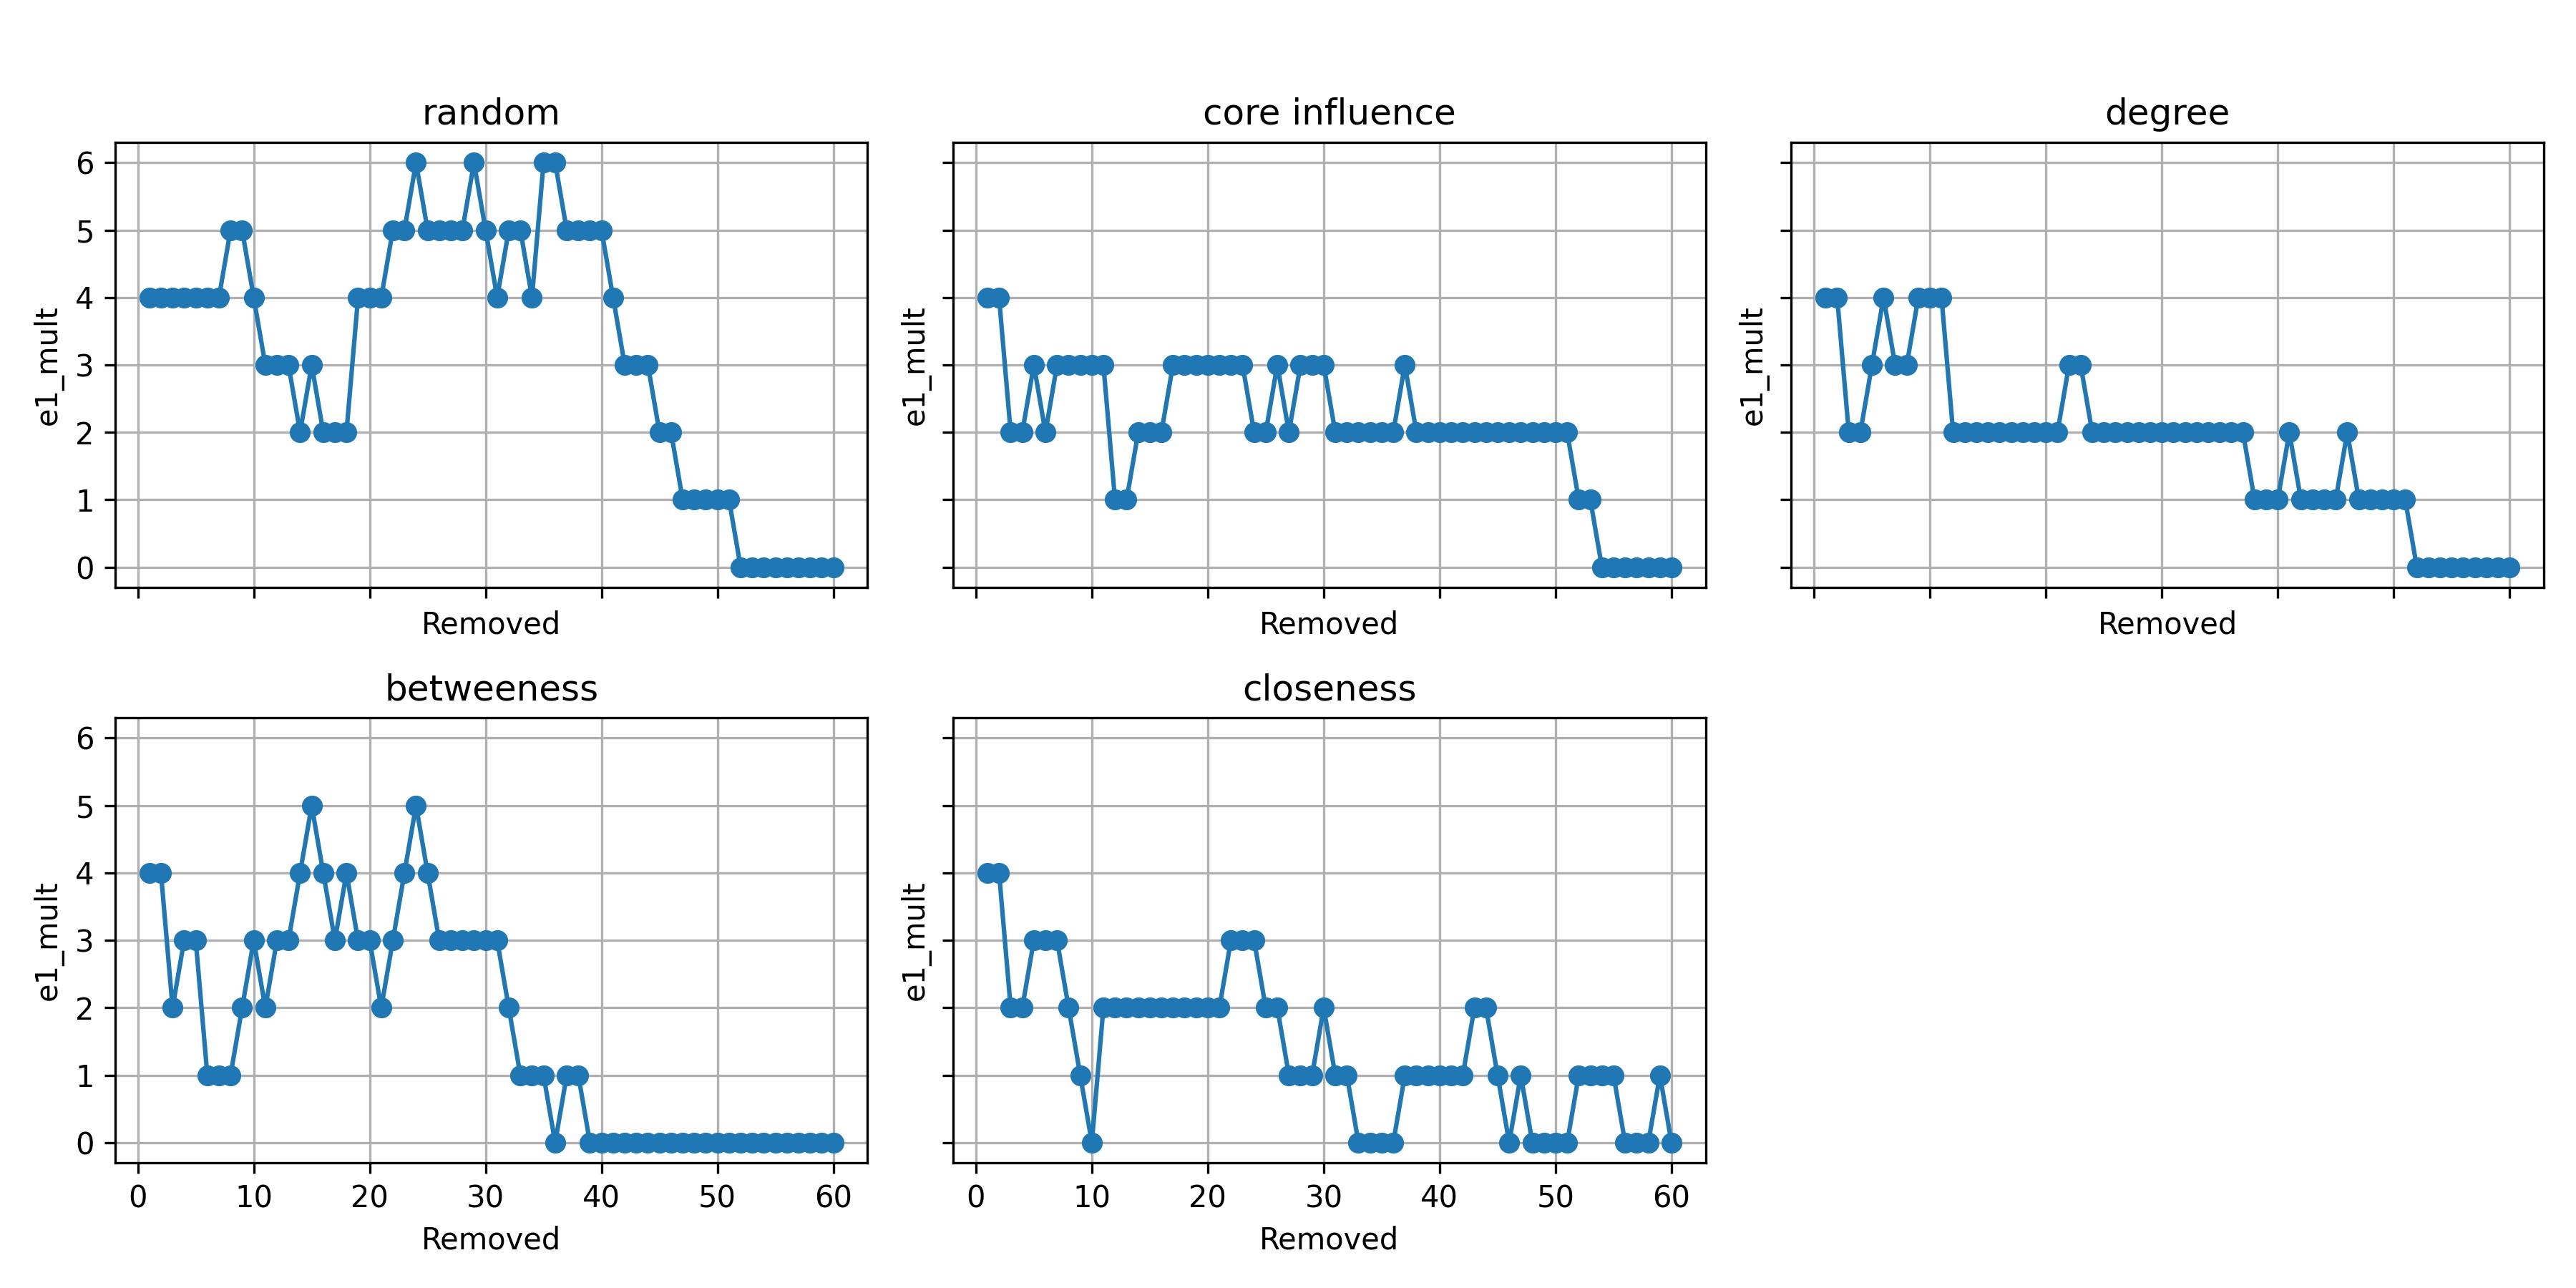 random
6
5
4
3
2
1
0
e1_mult
Removed
core influence
e1_mult
Removed
degree
e1_mult
Removed
betweeness
6
5
4
3
2
1
0
e1_mult
0 10 20 30 40 50 60
Removed
closeness
e1_mult
0 10 20 30 40 50 60
Removed